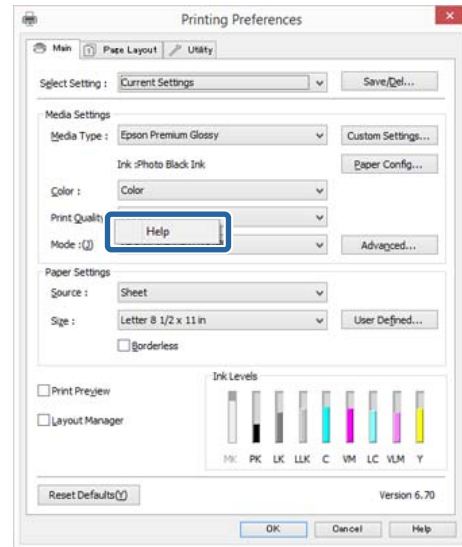 Printing Preferences
Main Page Layout Utility
Select Setting : Current Settings Save/Del...
Media Settings
Media Type : Epson Premium Glossy Custom Settings...
Ink :Photo Black Ink Paper Config...
Color : Color
Print Quality
Help
Mode :(J) Advanced...
Paper Settings
Source : Sheet
Size : Letter 8 1/2 x 11 in User Defined...
Borderless
Ink Levels
Print Preview
Layout Manager
MK PK LK LLK C VM LC VLM Y
Reset Defaults(Y) Version 6.70
OK Cancel Help